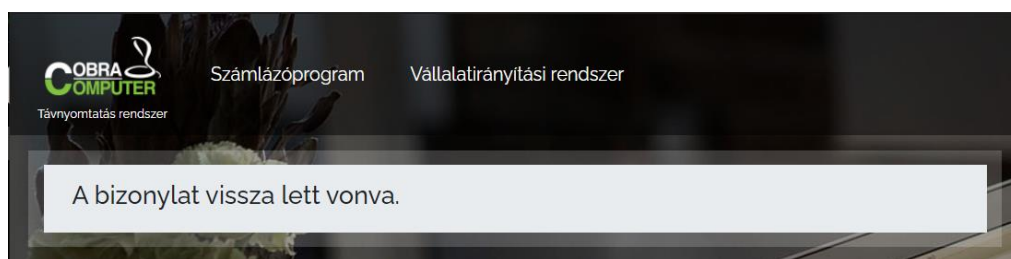 COBRA
COMPUTER
Távnyomtatás rendszer
Számlázóprogram
Vállalatirányítási rendszer
A bizonylat vissza lett vonva.